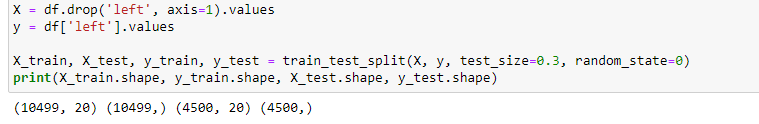 X = df.drop('left', axis=1).values
y = df['left'].values
X_train, X_test, y_train, y_test = train_test_split(X, y, test_size=0.3, random_state=0)
print(X_train.shape, y_train.shape, X_test.shape, y_test.shape)
(10499, 20) (10499,) (4500, 20) (4500,)